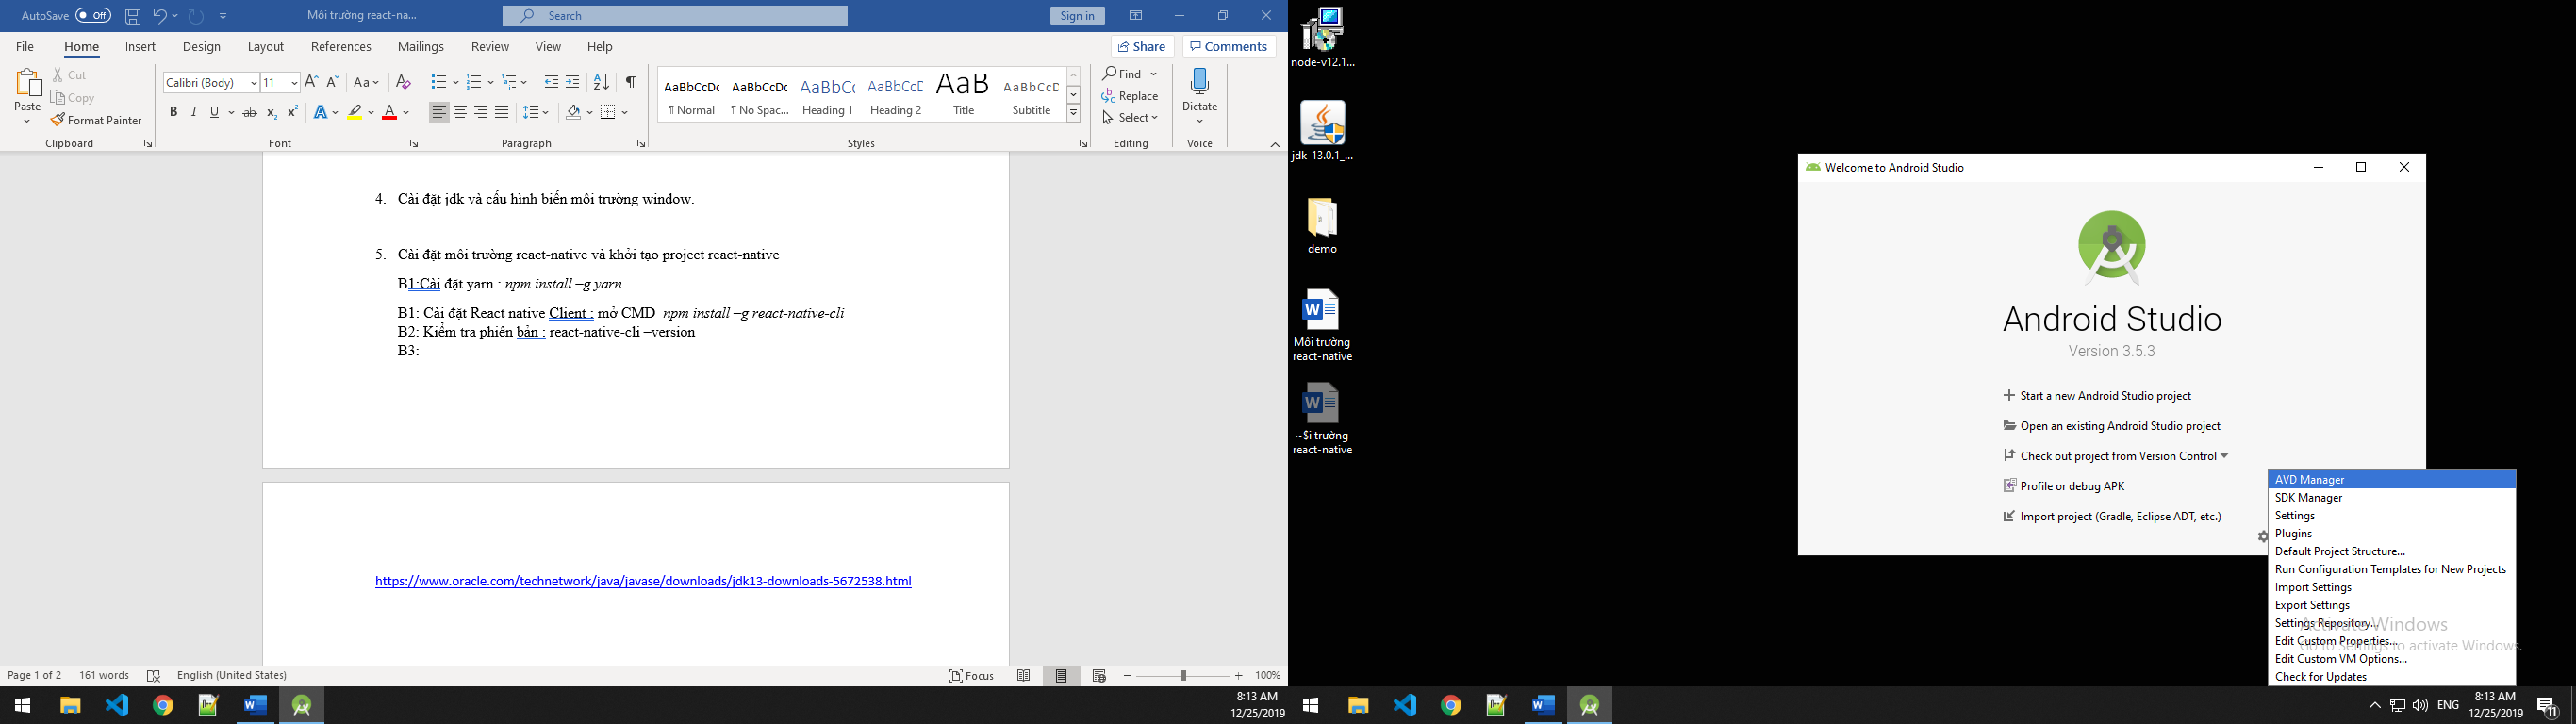 AutoSave Off Môi trường react-na... Search Sign in
File Home Insert Design Layout References Mailings Review View Help Share Comments
Paste Cut Copy Format Painter
Calibri (Body) 11
AaBbCcDc AaBbCcDc AaBbCc AaBbCcD AaB AaBbCcD
¶ Normal ¶ No Spac... Heading 1 Heading 2 Title Subtitle
Find Replace Select Dictate
Clipboard Font Paragraph Styles Editing Voice
4. Cài đặt jdk và cấu hình biến môi trường window.
5. Cài đặt môi trường react-native và khởi tạo project react-native
B1:Cài đặt yarn : npm install –g yarn
B1: Cài đặt React native Client : mở CMD npm install –g react-native-cli
B2: Kiểm tra phiên bản : react-native-cli –version
B3:
https://www.oracle.com/technetwork/java/javase/downloads/jdk13-downloads-5672538.html
Page 1 of 2 161 words English (United States) Focus 100%
8:13 AM
12/25/2019
node-v12.1...
jdk-13.0.1_...
demo
Môi trường
react-native
~$i trường
react-native
Welcome to Android Studio
Android Studio
Version 3.5.3
Start a new Android Studio project
Open an existing Android Studio project
Check out project from Version Control
Profile or debug APK
Import project (Gradle, Eclipse ADT, etc.)
AVD Manager
SDK Manager
Settings
Plugins
Default Project Structure...
Run Configuration Templates for New Projects
Import Settings
Export Settings
Settings Repository...
Edit Custom Properties...
Edit Custom VM Options...
Check for Updates
Activate Windows
Go to Settings to activate Windows.
ENG
8:13 AM
12/25/2019
11